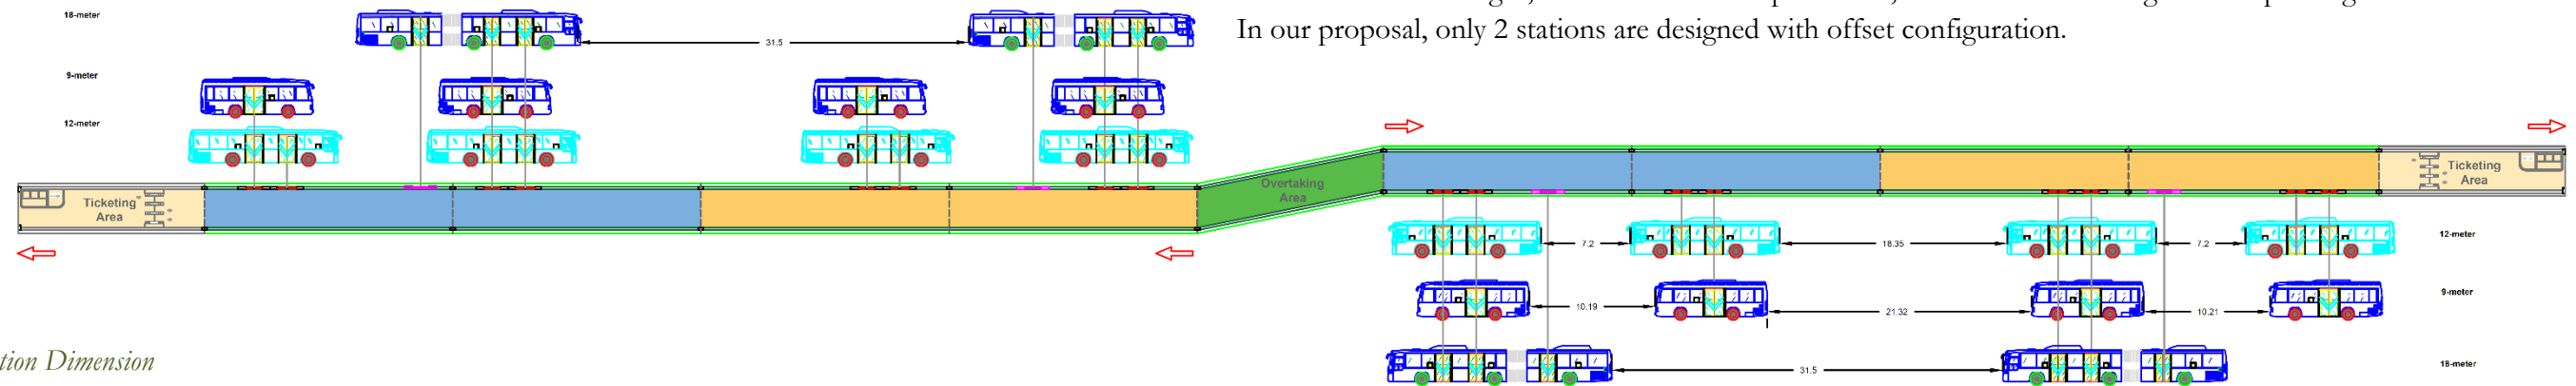 18-meter
31.5
In our proposal, only 2 stations are designed with offset configuration.
9-meter
12-meter
Ticketing
Area
Overtaking
Area
Ticketing
Area
7.2
18.35
7.2
12-meter
10.19
21.32
10.21
9-meter
tion Dimension
31.5
18-meter